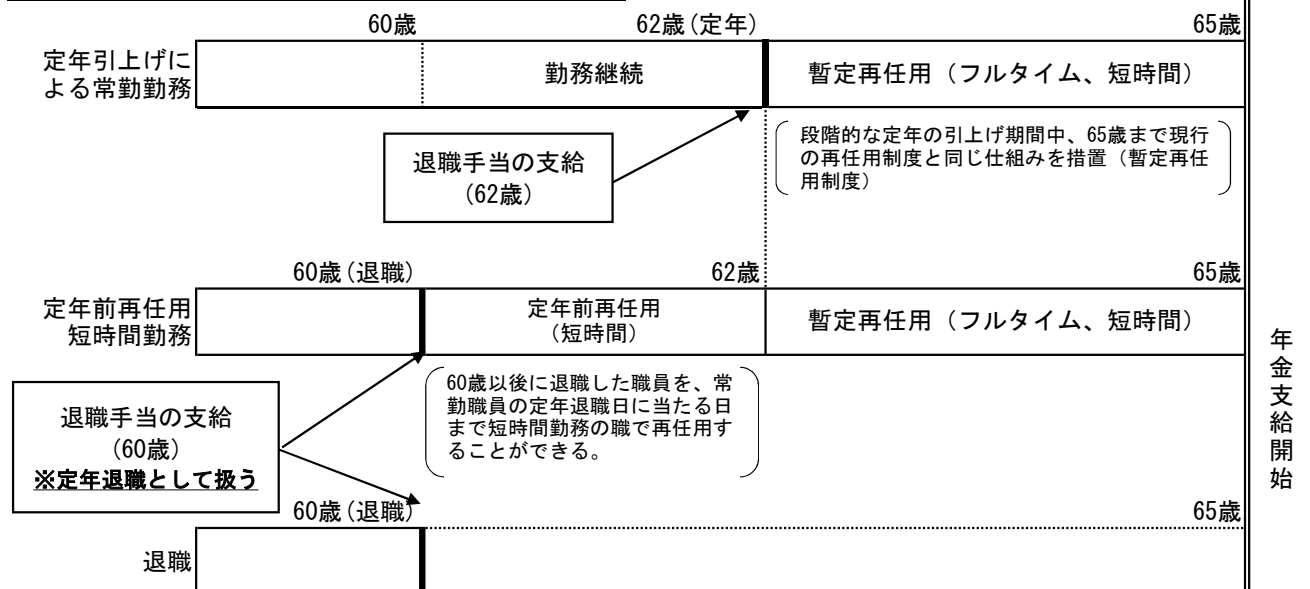 60歳
62歳(定年)
65歳
定年引上げに
よる常勤勤務
勤務継続
暫定再任用（フルタイム、短時間）
退職手当の支給
(62歳)
段階的な定年の引上げ期間中、65歳まで現行
の再任用制度と同じ仕組みを措置（暫定再任
用制度）
60歳(退職)
62歳
65歳
定年前再任用
短時間勤務
定年前再任用
(短時間)
暫定再任用（フルタイム、短時間）
退職手当の支給
(60歳)
※定年退職として扱う
60歳以後に退職した職員を、常
勤職員の定年退職日に当たる日
まで短時間勤務の職で再任用す
ることができる。
60歳(退職)
65歳
退職
年金支給開始